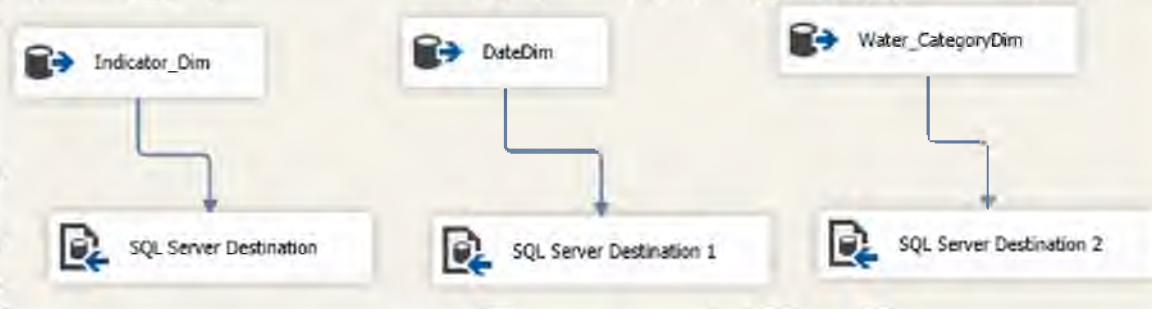 Indicator_Dim
DateDim
Water_CategoryDim
SQL Server Destination
SQL Server Destination 1
SQL Server Destination 2